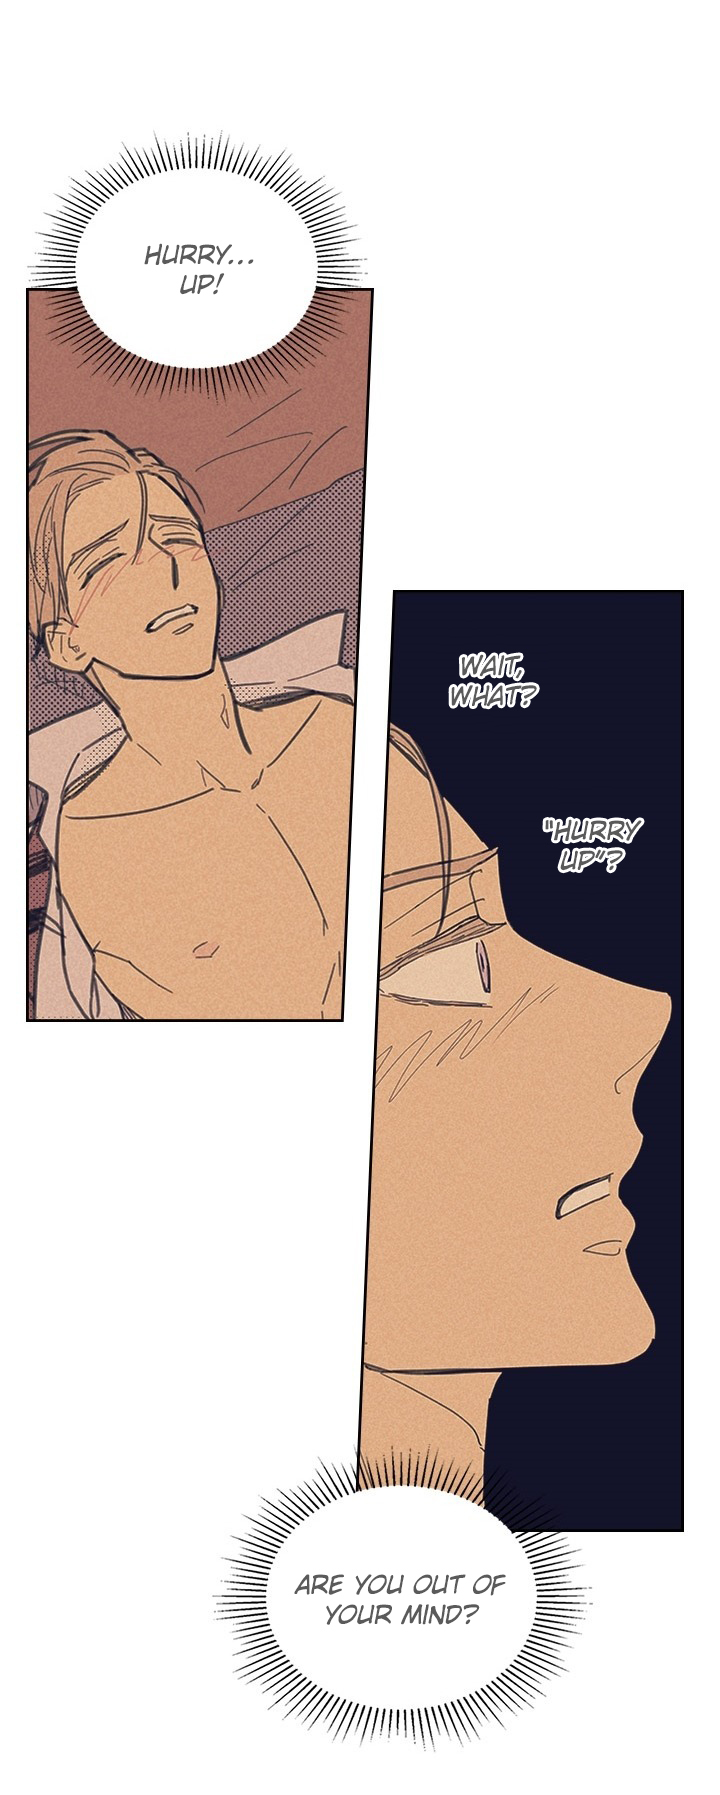 HURRY...
UP!
WAIT,
WHAT?
"HURRY
UP"?
ARE YOU OUT OF
YOUR MIND?